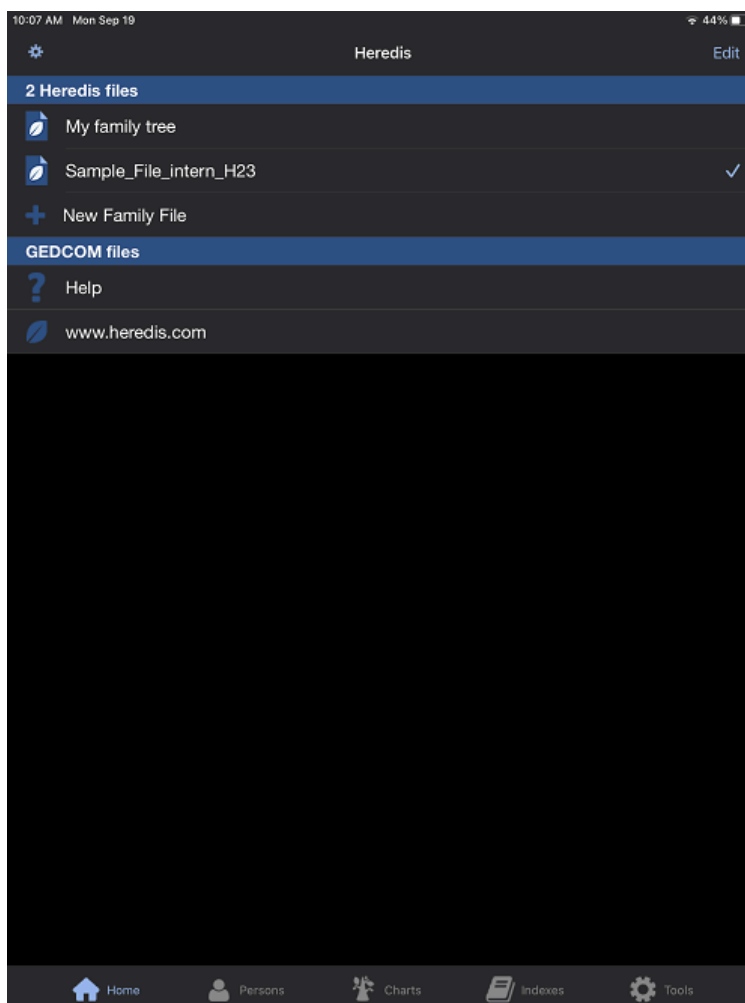 10:07 AM Mon Sep 19 44%
Heredis Edit
2 Heredis files
My family tree
Sample_File_intern_H23
New Family File
GEDCOM files
Help
www.heredis.com
Home Persons Charts Indexes Tools